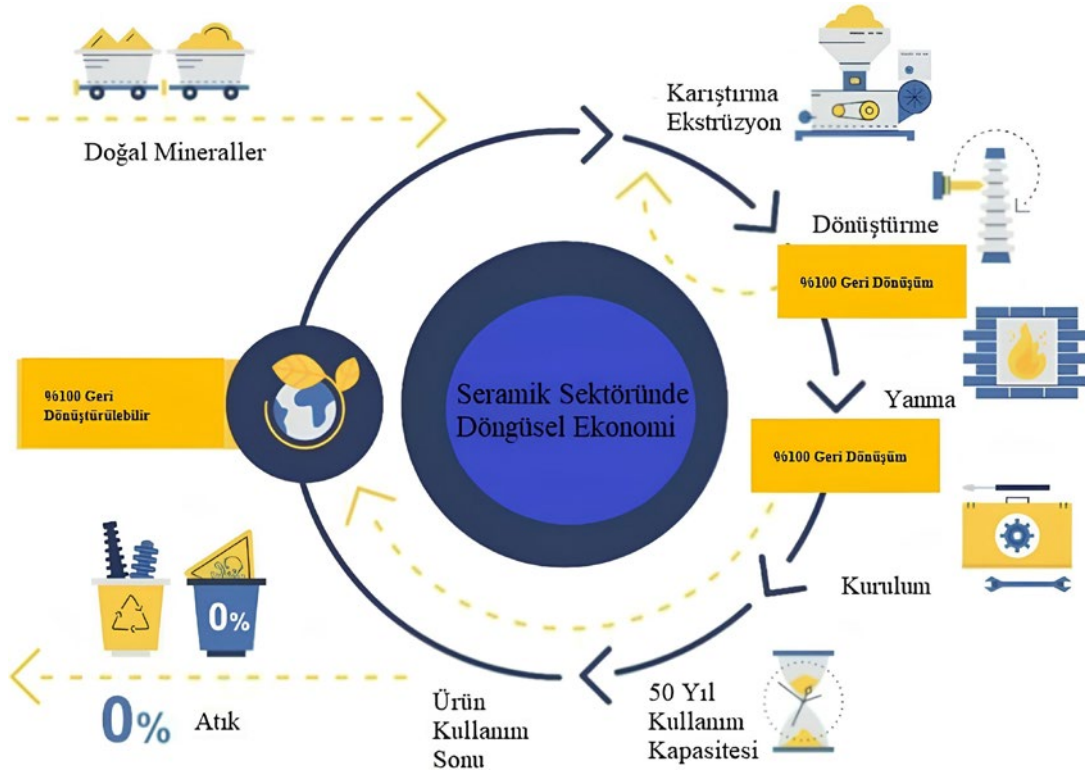 Doğal Mineraller
Karıştırma
Ekstrüzyon
Dönüştürme
%100 Geri Dönüşüm
Yanma
%100 Geri Dönüşüm
Kurulum
50 Yıl
Kullanım
Kapasitesi
Ürün
Kullanım
Sonu
0%
0% Atık
%100 Geri
Dönüştürülebilir
Seramik Sektöründe
Döngüsel Ekonomi